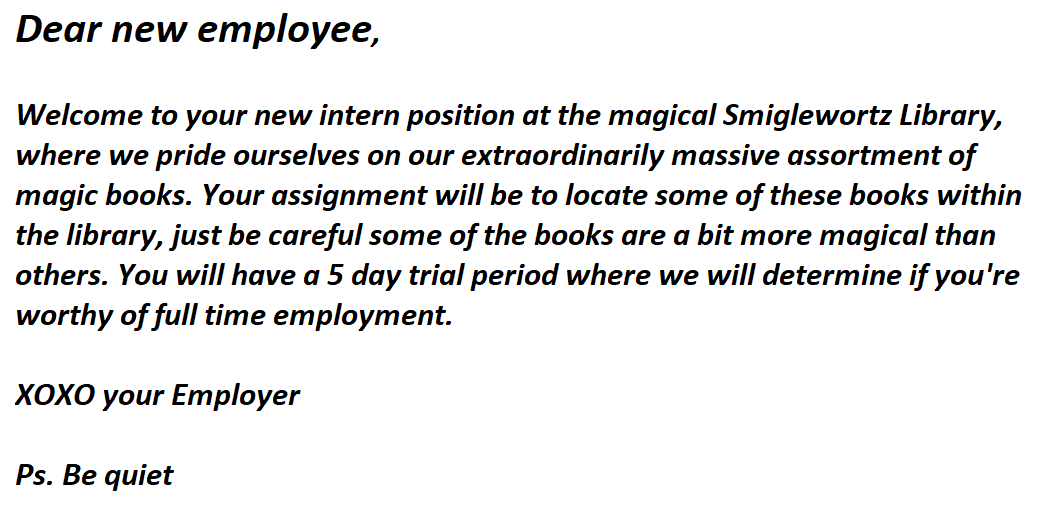 Dear new employee,
Welcome to your new intern position at the magical Smiglewortz Library,
where we pride ourselves on our extraordinarily massive assortment of
magic books. Your assignment will be to locate some of these books within
the library, just be careful some of the books are a bit more magical than
others. You will have a 5 day trial period where we will determine if you're
worthy of full time employment.
XOXO your Employer
Ps. Be quiet